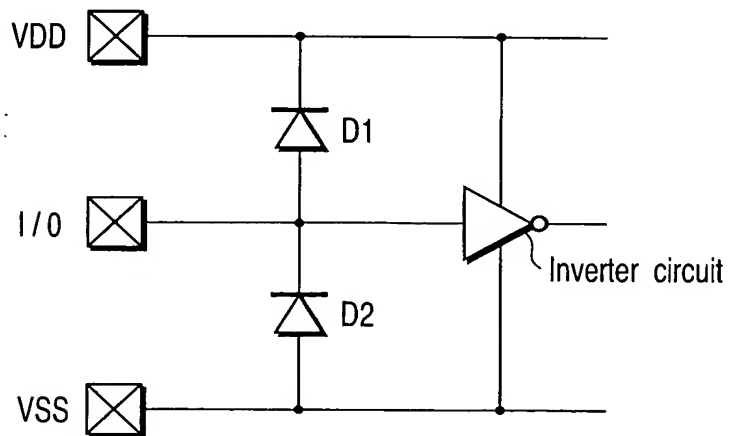 VDD
D1
I/O
Inverter circuit
D2
VSS